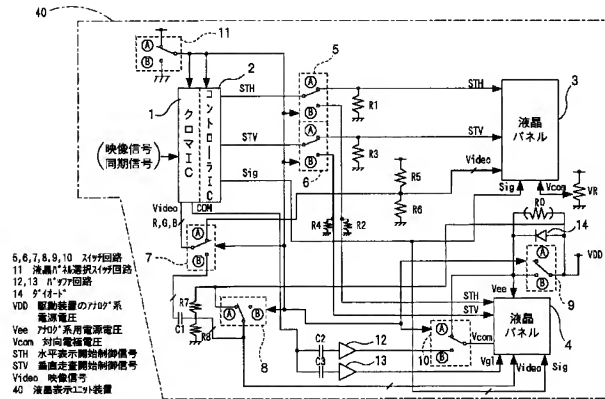 40
11
Ⓐ
Ⓑ
1
2
クロマIC
コントローラIC
(映像信号
同期信号)
STH
STV
Sig
Video
R,G,B
COM
5
Ⓐ
Ⓑ
Ⓐ
Ⓑ
6
R1
R3
R4
R2
R5
R6
STH
STV
Video
Sig
Vcom
液晶
パネル
3
VR
R0
14
VDD
Ⓐ
Ⓑ
9
Vee
STH
STV
Vcom
液晶
パネル
4
Vgl
Video
Sig
Ⓐ
Ⓑ
7
C1
R7
R8
Ⓐ
Ⓑ
8
C2
C3
12
13
Ⓐ
Ⓑ
10
5,6,7,8,9,10 スイッチ回路
11 液晶パネル選択スイッチ回路
12,13 バッファ回路
14 ダイオード
VDD 駆動装置のアナログ系
電源電圧
Vee アナログ系用電源電圧
Vcom 対向電極電圧
STH 水平表示開始制御信号
STV 垂直走査開始制御信号
Video 映像信号
40 液晶表示ユニット装置